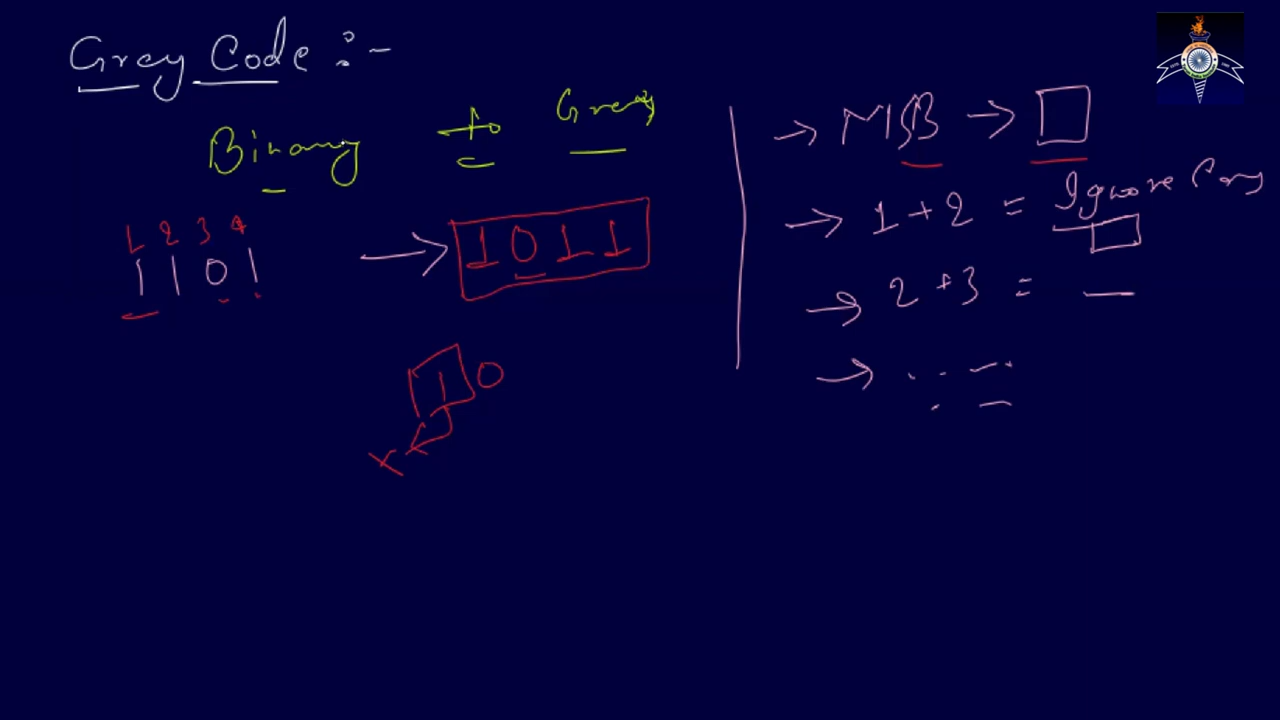 Grey Code :-
Binary to Grey
1 2 3 4
1 1 0 1 → 1 0 1 1
1 0
x
→ MSB → □
→ 1 + 2 = Ignore Carry
→ 2 + 3 = —
→ . . — .